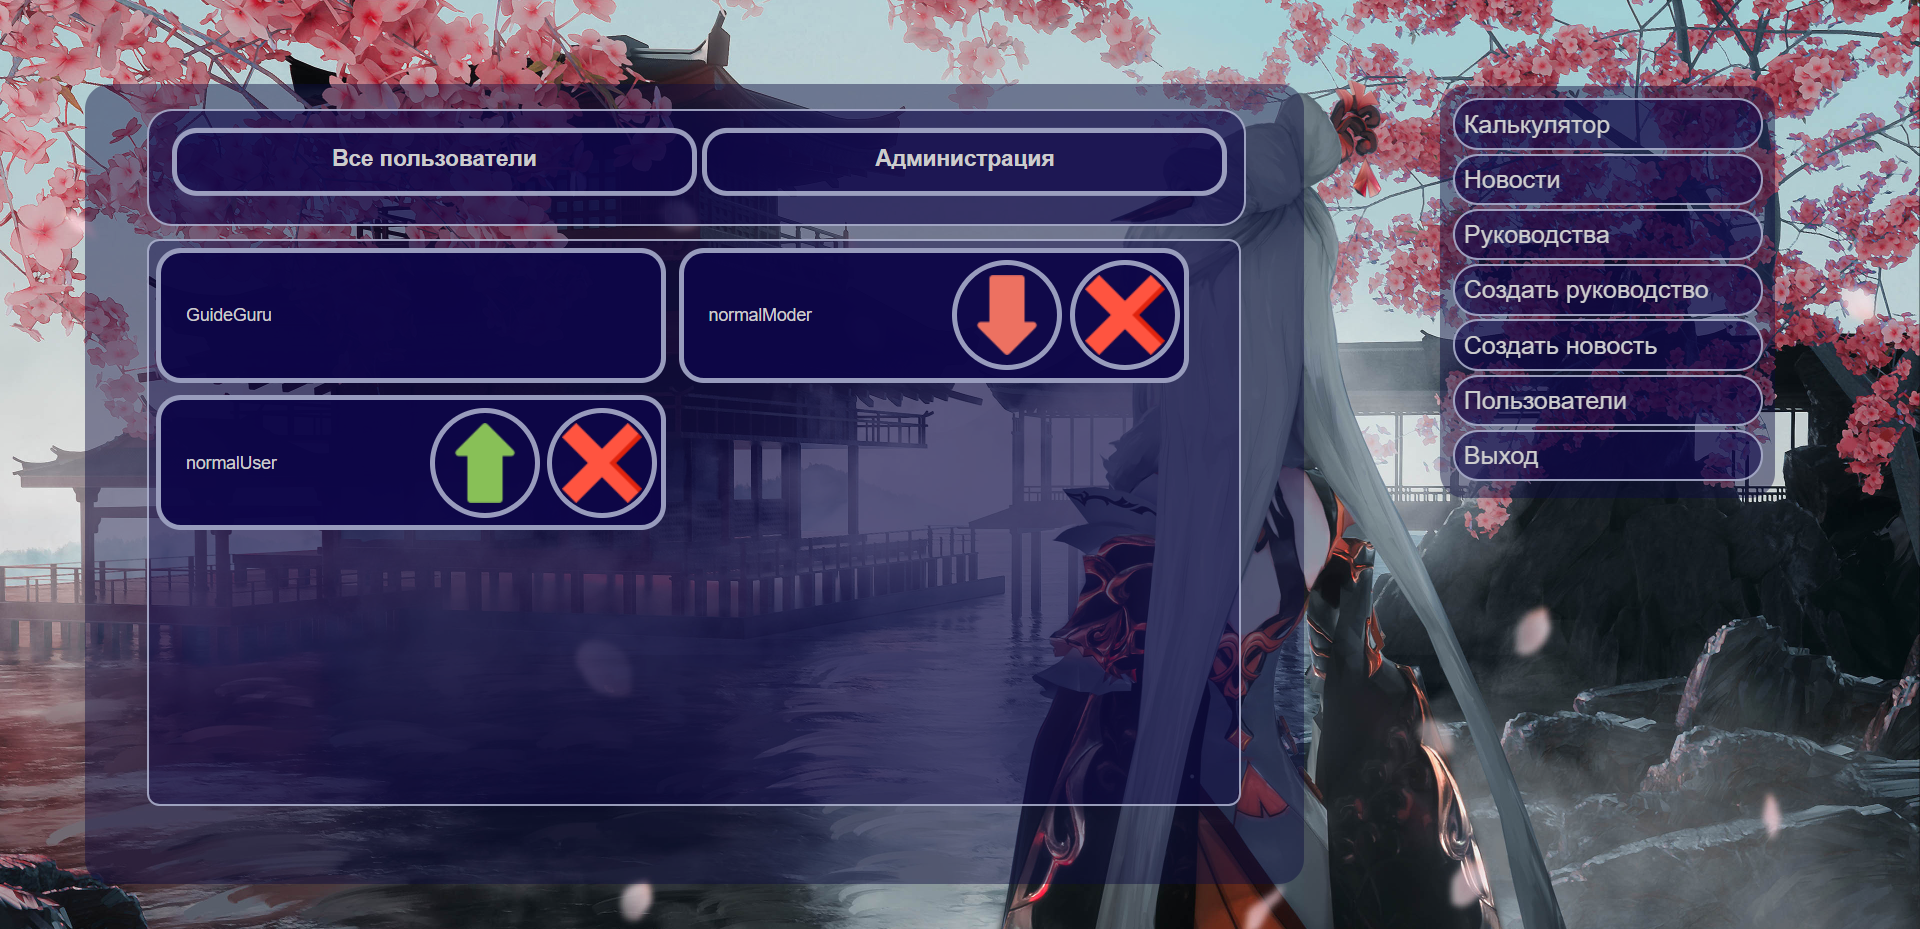 Все пользователи
Администрация
GuideGuru
normalModer
normalUser
Калькулятор
Новости
Руководства
Создать руководство
Создать новость
Пользователи
Выход